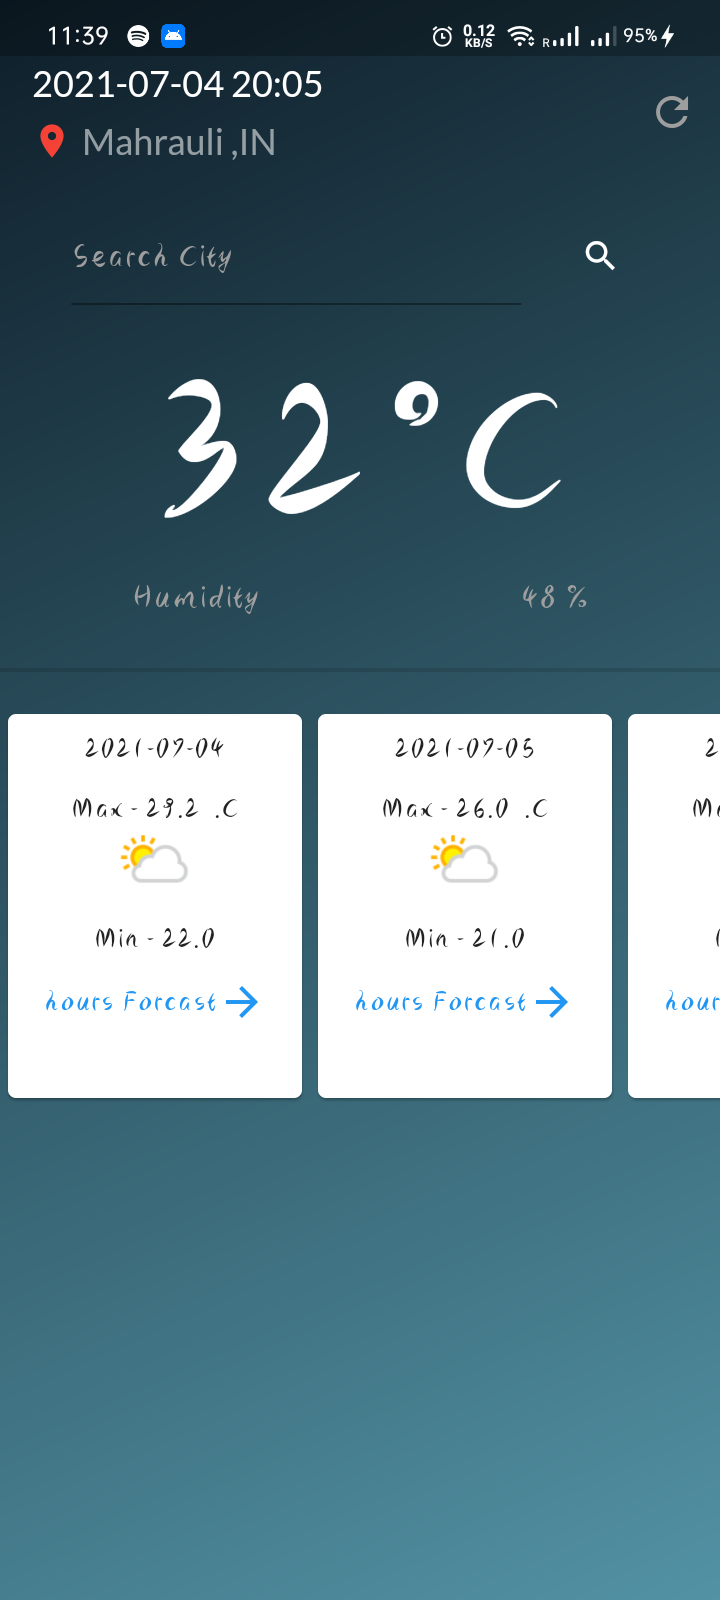 11:39 0.12 KB/S R 95%
2021-07-04 20:05
Mahrauli ,IN
Search City
32°C
Humidity 48 %
2021-07-04 2021-07-05 2
Max - 29.2 .C Max - 26.0 .C Ma
Min - 22.0 Min - 21.0
hours Forcast hours Forcast hour